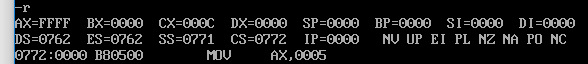 -r
AX=FFFF  BX=0000  CX=000C  DX=0000  SP=0000  BP=0000  SI=0000  DI=0000
DS=0762  ES=0762  SS=0771  CS=0772  IP=0000   NV UP EI PL NZ NA PO NC
0772:0000 B80500        MOV     AX,0005